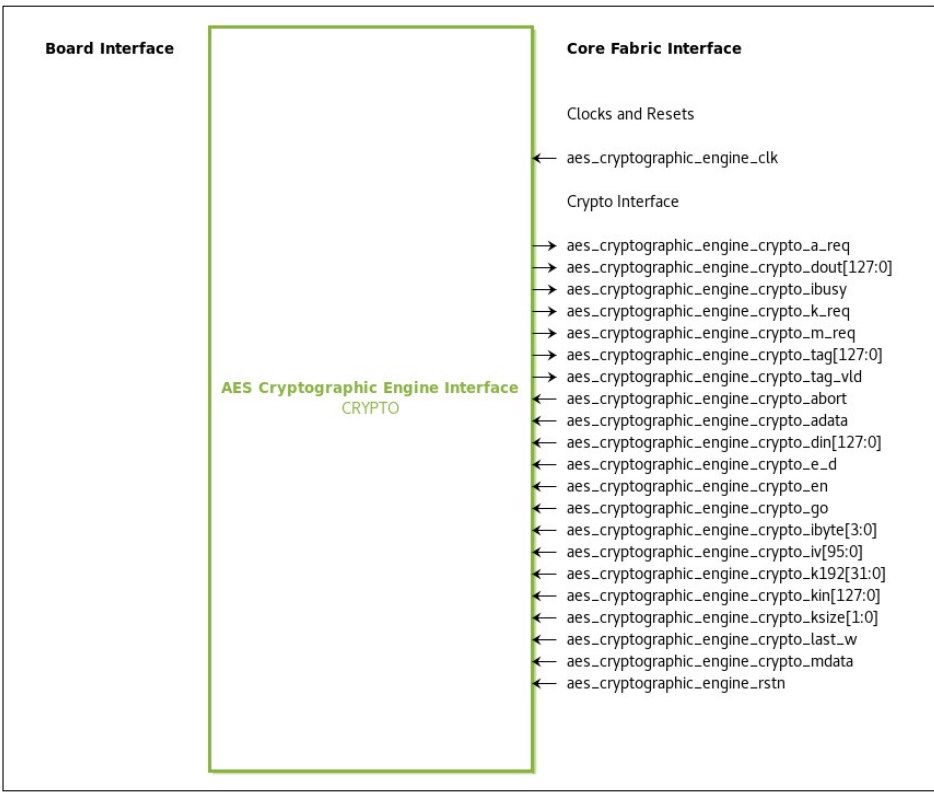 Board Interface
Core Fabric Interface
Clocks and Resets
aes_cryptographic_engine_clk
Crypto Interface
aes_cryptographic_engine_crypto_a_req
aes_cryptographic_engine_crypto_dout[127:0]
aes_cryptographic_engine_crypto_ibusy
aes_cryptographic_engine_crypto_k_req
aes_cryptographic_engine_crypto_m_req
aes_cryptographic_engine_crypto_tag[127:0]
aes_cryptographic_engine_crypto_tag_vld
AES Cryptographic Engine Interface
CRYPTO
aes_cryptographic_engine_crypto_abort
aes_cryptographic_engine_crypto_adata
aes_cryptographic_engine_crypto_din[127:0]
aes_cryptographic_engine_crypto_e_d
aes_cryptographic_engine_crypto_en
aes_cryptographic_engine_crypto_go
aes_cryptographic_engine_crypto_ibyte[3:0]
aes_cryptographic_engine_crypto_iv[95:0]
aes_cryptographic_engine_crypto_k192[31:0]
aes_cryptographic_engine_crypto_kin[127:0]
aes_cryptographic_engine_crypto_ksize[1:0]
aes_cryptographic_engine_crypto_last_w
aes_cryptographic_engine_crypto_mdata
aes_cryptographic_engine_rstn